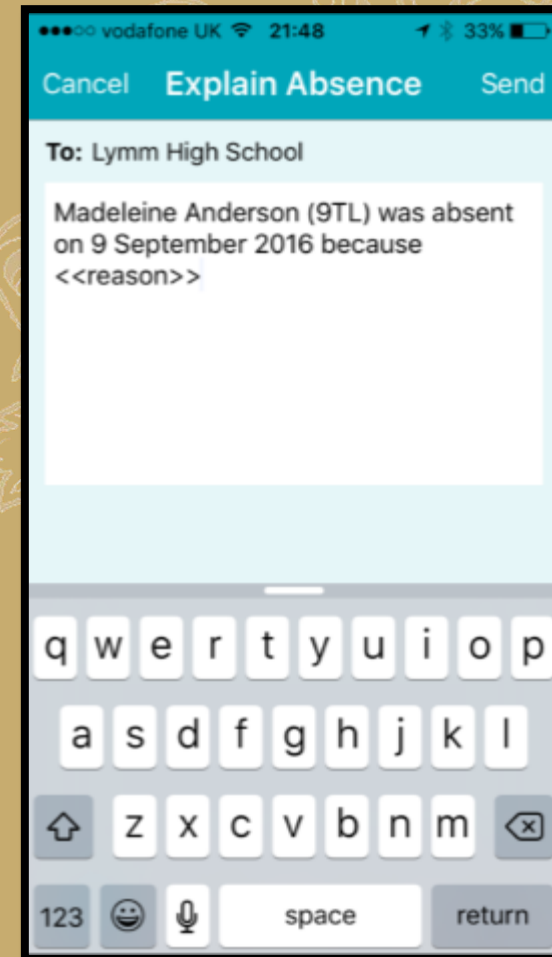 ●●●○○ vodafone UK 21:48 33%
Cancel Explain Absence Send
To: Lymm High School
Madeleine Anderson (9TL) was absent
on 9 September 2016 because
<<reason>>
q w e r t y u i o p
a s d f g h j k l
z x c v b n m
123 space return